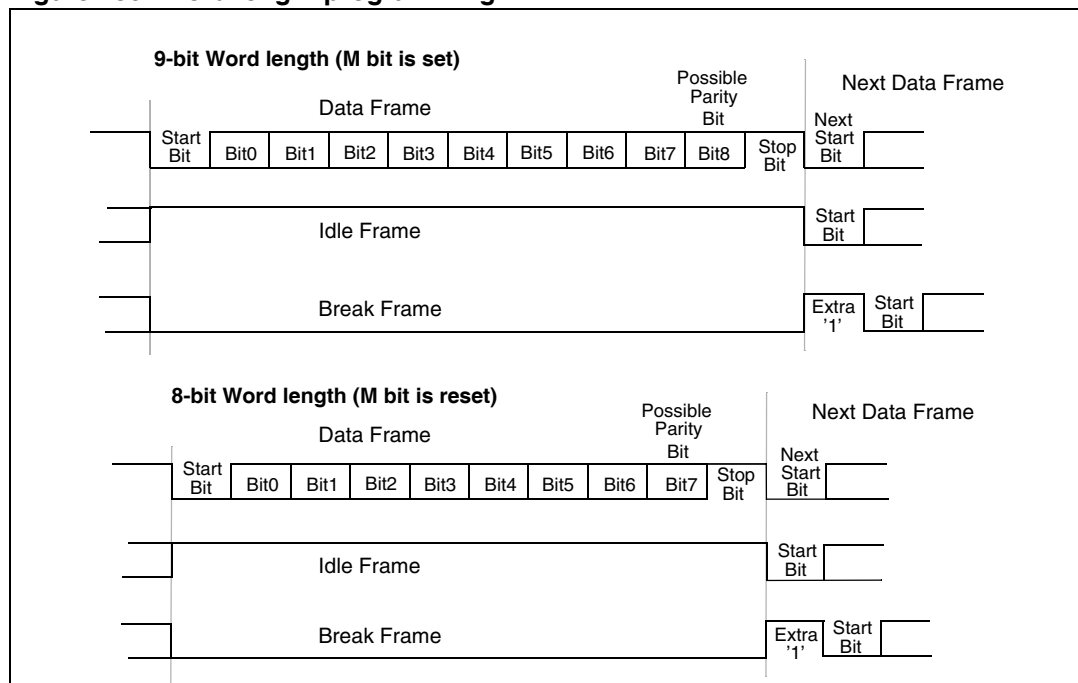 9-bit Word length (M bit is set)
Possible
Parity
Bit
Next Data Frame
Data Frame
Start
Bit
Bit0 Bit1 Bit2 Bit3 Bit4 Bit5 Bit6 Bit7 Bit8
Stop
Bit
Next
Start
Bit
Idle Frame
Start
Bit
Break Frame
Extra
'1'
Start
Bit
8-bit Word length (M bit is reset)
Possible
Parity
Bit
Next Data Frame
Data Frame
Start
Bit
Bit0 Bit1 Bit2 Bit3 Bit4 Bit5 Bit6 Bit7
Stop
Bit
Next
Start
Bit
Idle Frame
Start
Bit
Break Frame
Extra
'1'
Start
Bit